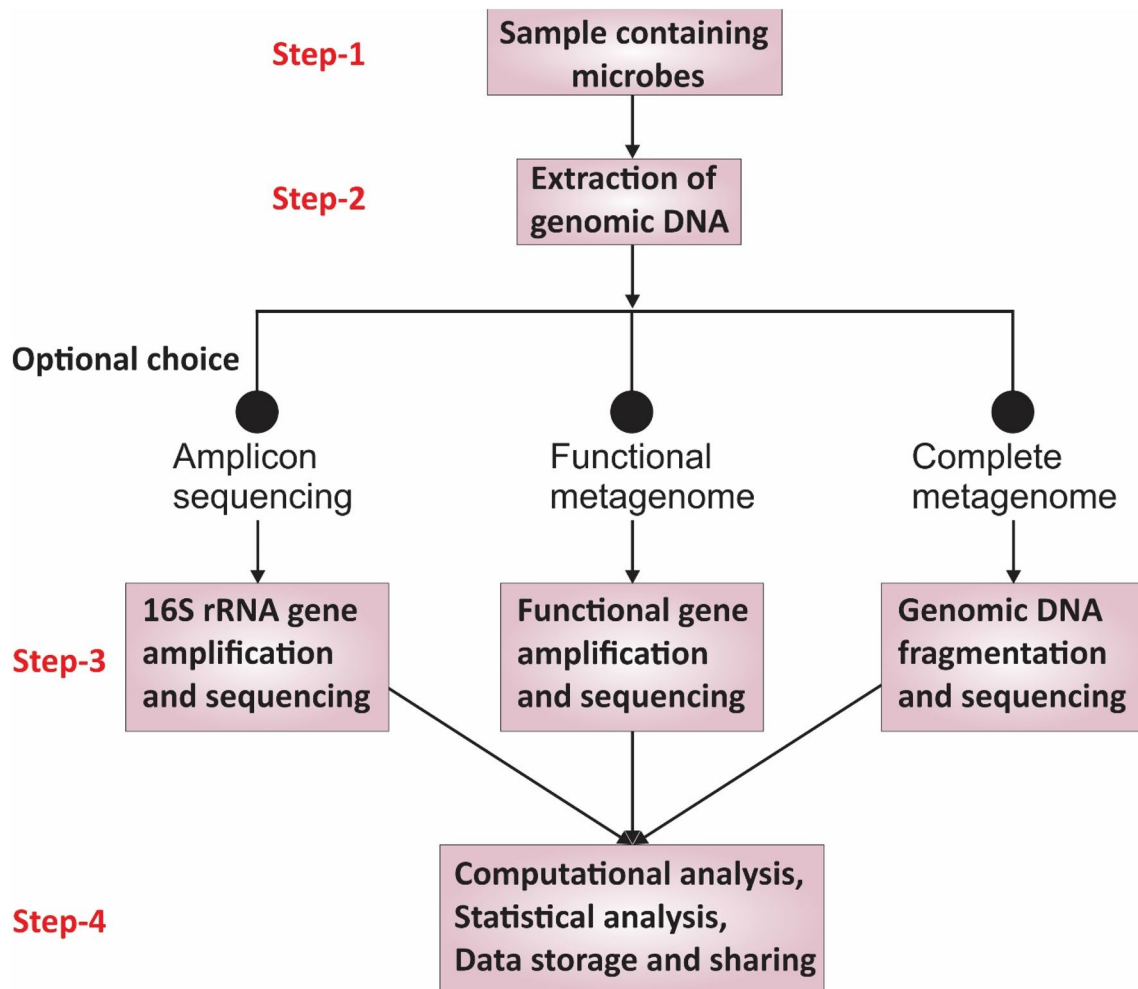 Step-1
Sample containing
microbes
Step-2
Extraction of
genomic DNA
Optional choice
Amplicon
sequencing
Functional
metagenome
Complete
metagenome
Step-3
16S rRNA gene
amplification
and sequencing
Functional gene
amplification
and sequencing
Genomic DNA
fragmentation
and sequencing
Step-4
Computational analysis,
Statistical analysis,
Data storage and sharing